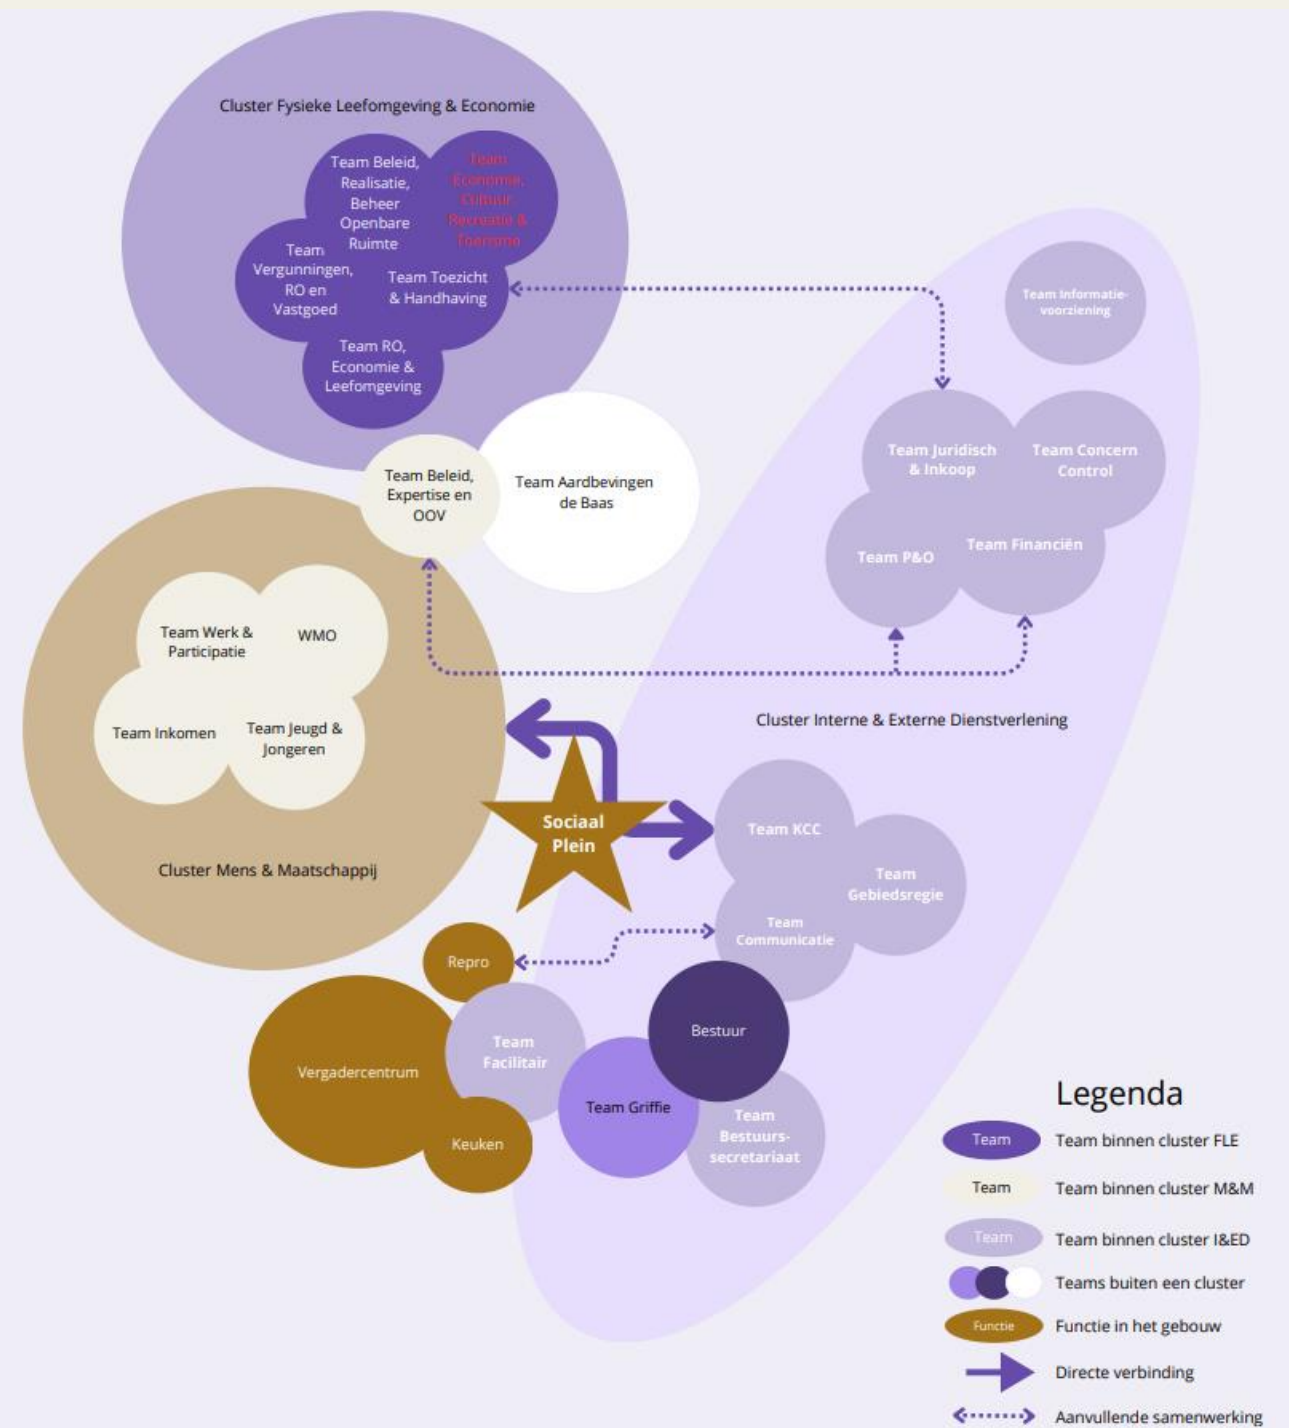 Cluster Fysieke Leefomgeving & Economie
Team Beleid,
Realisatie,
Beheer
Openbare
Ruimte
Team
Economie,
Cultuur,
Recreatie &
Toerisme
Team
Vergunningen,
RO en
Vastgoed
Team Toezicht
& Handhaving
Team RO,
Economie &
Leefomgeving
Team Informatie-
voorziening
Team Juridisch
& Inkoop
Team Concern
Control
Team P&O
Team Financiën
Team Beleid,
Expertise en
OOV
Team Aardbevingen
de Baas
Team Werk &
Participatie
WMO
Team Inkomen
Team Jeugd &
Jongeren
Cluster Mens & Maatschappij
Cluster Interne & Externe Dienstverlening
Sociaal
Plein
Team KCC
Team
Gebiedsregie
Team
Communicatie
Repro
Vergadercentrum
Team
Facilitair
Keuken
Bestuur
Team Griffie
Team
Bestuurs-
secretariaat
Legenda
Team Team binnen cluster FLE
Team Team binnen cluster M&M
Team Team binnen cluster I&ED
Teams buiten een cluster
Functie Functie in het gebouw
Directe verbinding
Aanvullende samenwerking